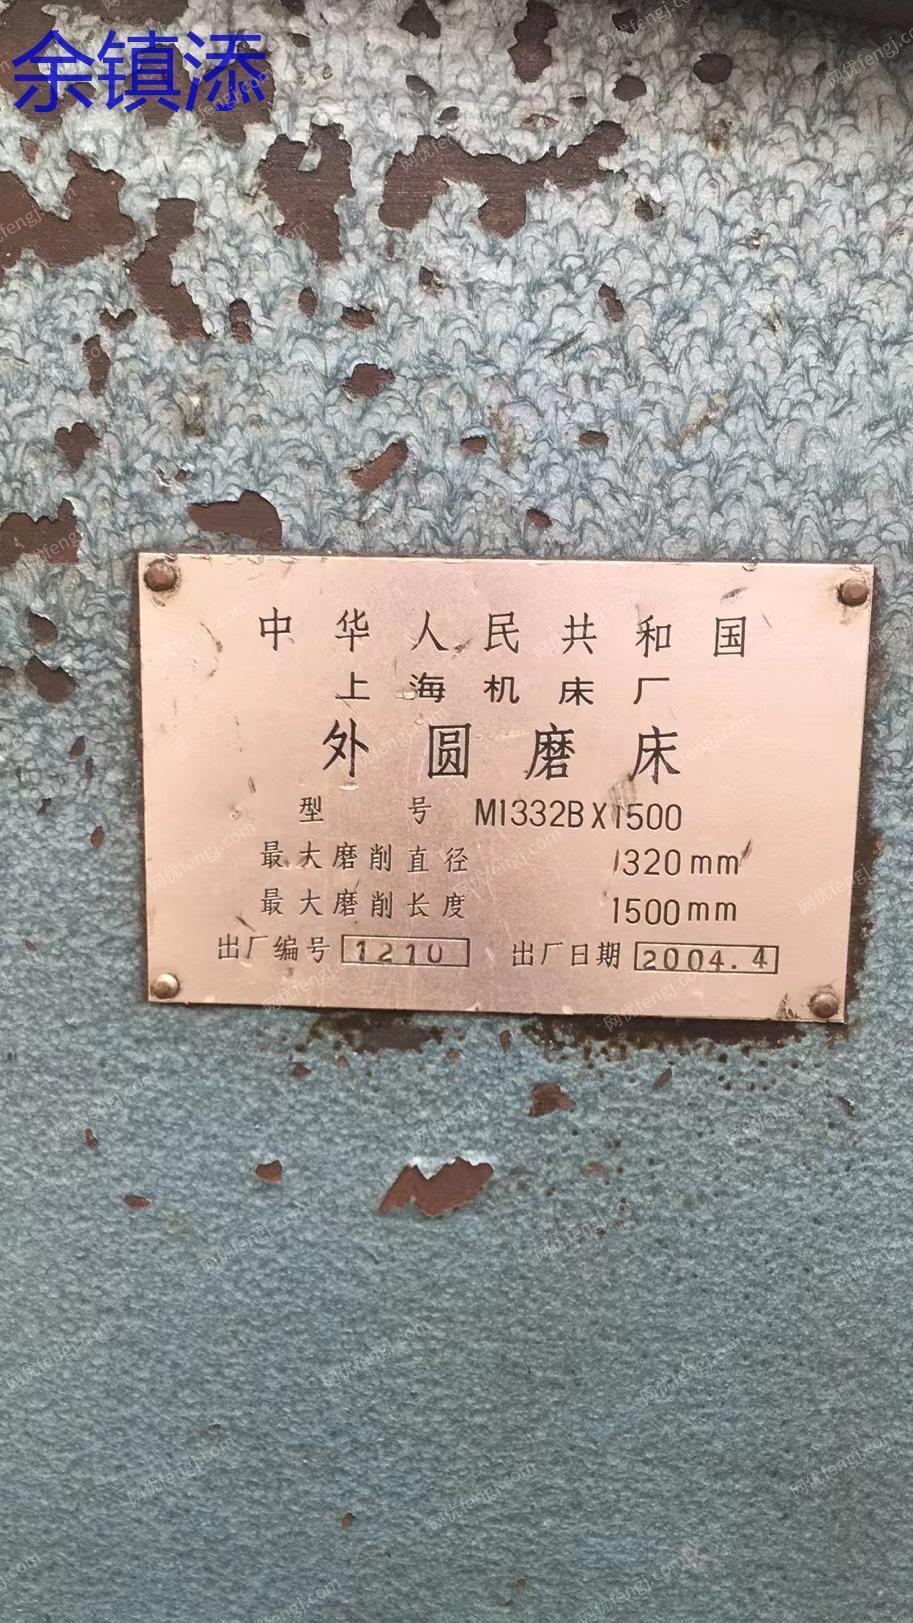 余镇添
中华人民共和国
上海机床厂
外圆磨床
型号 M1332BX1500
最大磨削直径 1320mm
最大磨削长度 1500mm
出厂编号 1210 出厂日期 2004.4